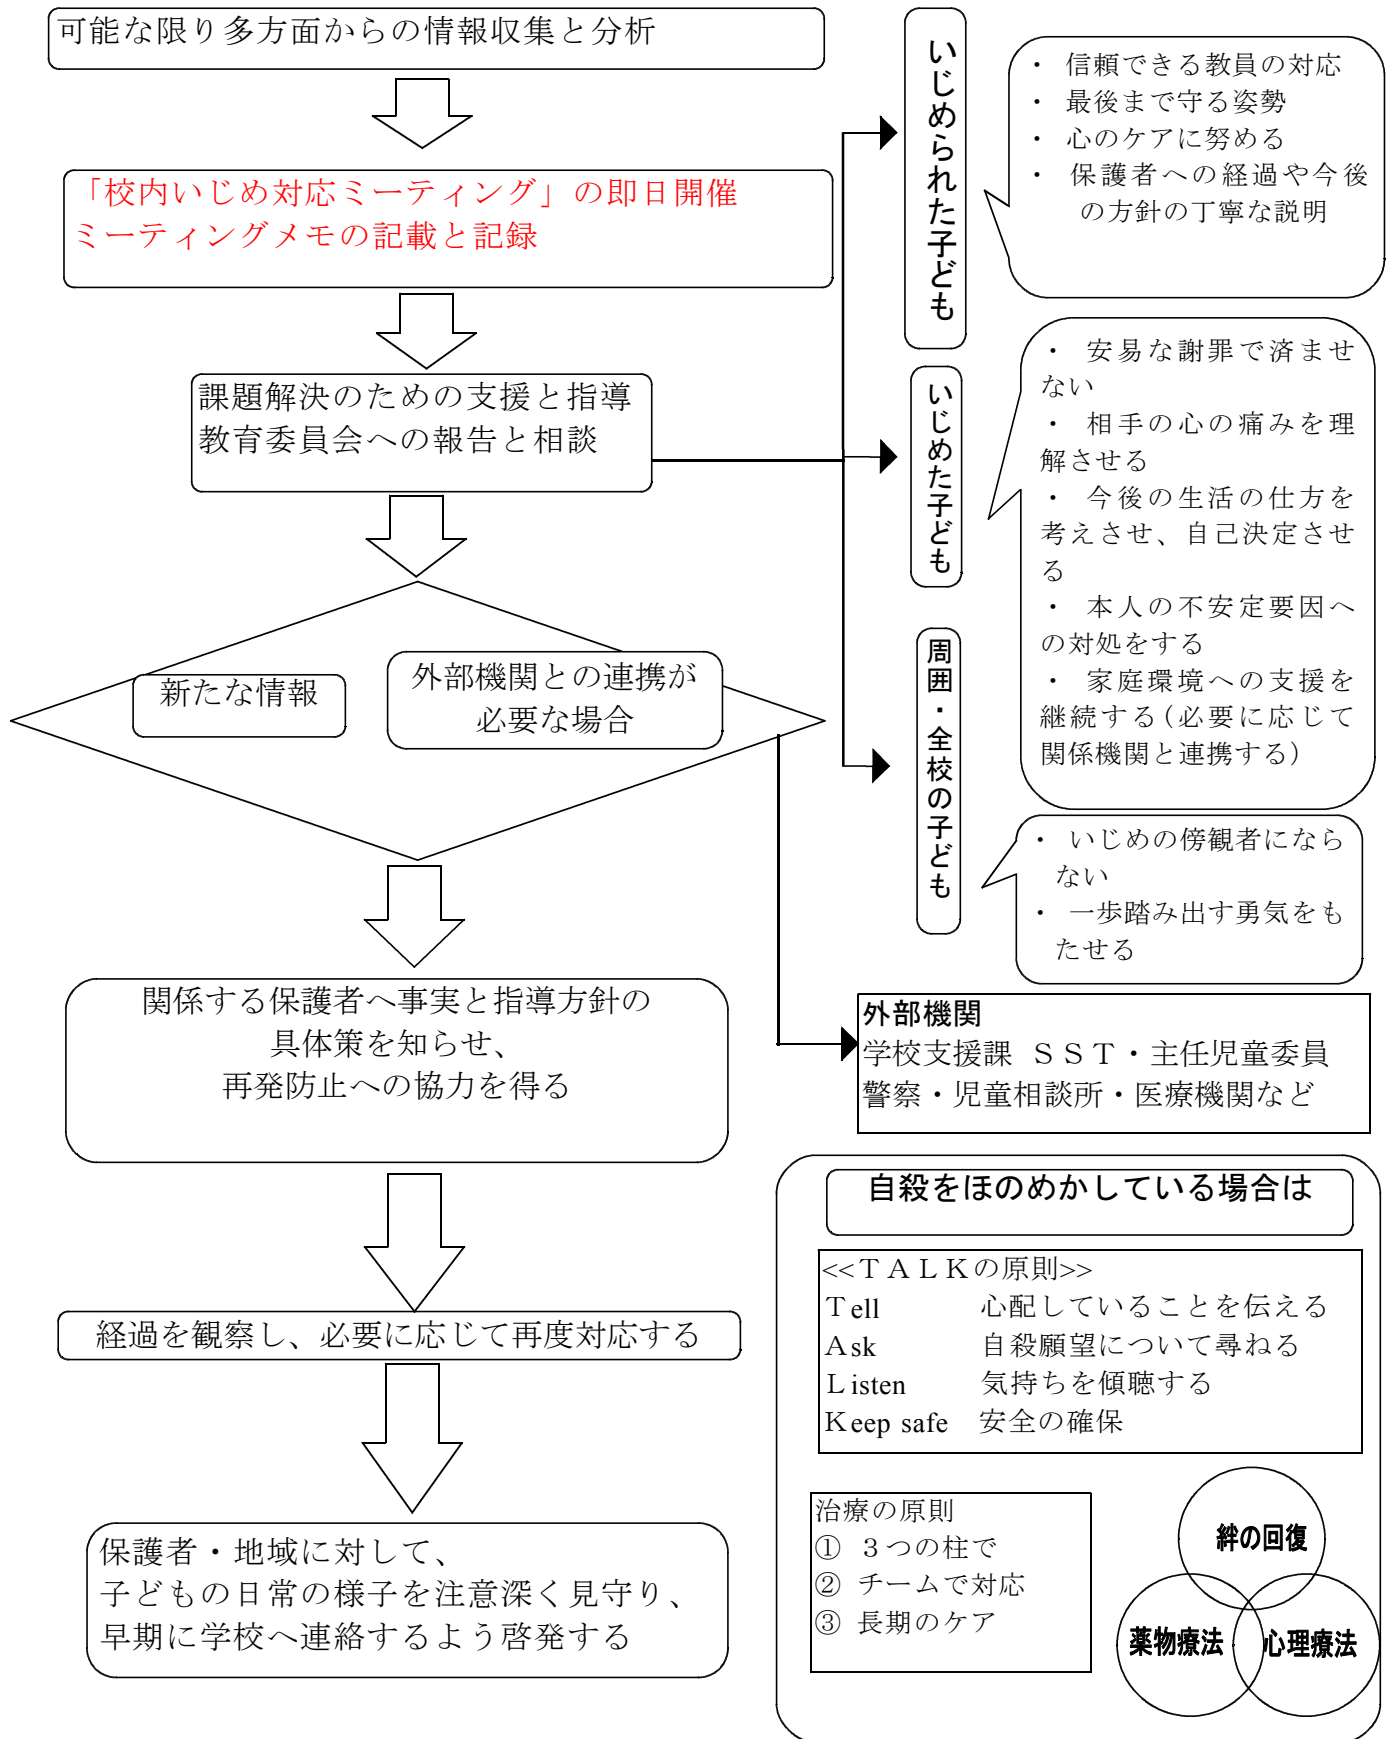 可能な限り多方面からの情報収集と分析
「校内いじめ対応ミーティング」の即日開催
ミーティングメモの記載と記録
課題解決のための支援と指導
教育委員会への報告と相談
新たな情報
外部機関との連携が
必要な場合
関係する保護者へ事実と指導方針の
具体策を知らせ、
再発防止への協力を得る
経過を観察し、必要に応じて再度対応する
保護者・地域に対して、
子どもの日常の様子を注意深く見守り、
早期に学校へ連絡するよう啓発する
いじめられた子ども
・ 信頼できる教員の対応
・ 最後まで守る姿勢
・ 心のケアに努める
・ 保護者への経過や今後
の方針の丁寧な説明
いじめた子ども
・ 安易な謝罪で済ませ
ない
・ 相手の心の痛みを理
解させる
・ 今後の生活の仕方を
考えさせ、自己決定させ
る
・ 本人の不安定要因へ
の対処をする
・ 家庭環境への支援を
継続する（必要に応じて
関係機関と連携する）
周囲・全校の子ども
・ いじめの傍観者になら
ない
・ 一歩踏み出す勇気をも
たせる
外部機関
学校支援課 ＳＳＴ・主任児童委員
警察・児童相談所・医療機関など
自殺をほのめかしている場合は
<<ＴＡＬＫの原則>>
Ｔell 心配していることを伝える
Ａsk 自殺願望について尋ねる
Ｌisten 気持ちを傾聴する
Ｋeep safe 安全の確保
治療の原則
① ３つの柱で
② チームで対応
③ 長期のケア
絆の回復
薬物療法
心理療法